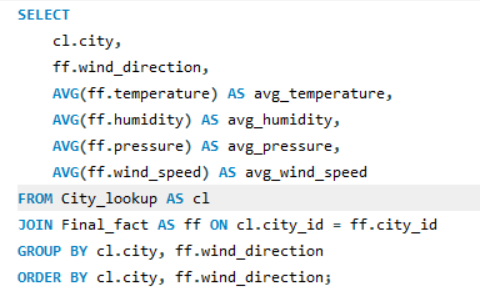 SELECT
cl.city,
ff.wind_direction,
AVG(ff.temperature) AS avg_temperature,
AVG(ff.humidity) AS avg_humidity,
AVG(ff.pressure) AS avg_pressure,
AVG(ff.wind_speed) AS avg_wind_speed
FROM City_lookup AS cl
JOIN Final_fact AS ff ON cl.city_id = ff.city_id
GROUP BY cl.city, ff.wind_direction
ORDER BY cl.city, ff.wind_direction;